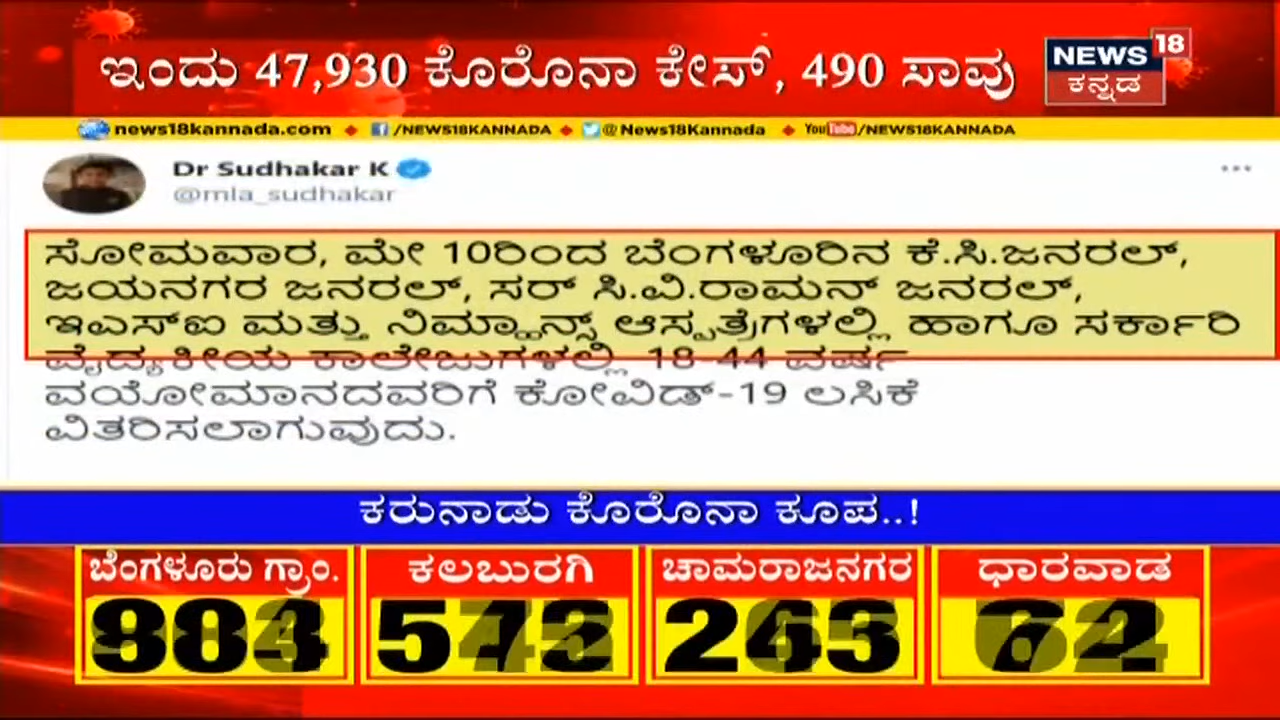 ಇಂದು 47,930 ಕೊರೊನಾ ಕೇಸ್, 490 ಸಾವು
NEWS 18
ಕನ್ನಡ
news18kannada.com /NEWS18KANNADA @News18Kannada YouTube/NEWS18KANNADA
Dr Sudhakar K
@mla_sudhakar
ಸೋಮವಾರ, ಮೇ 10ರಿಂದ ಬೆಂಗಳೂರಿನ ಕೆ.ಸಿ.ಜನರಲ್,
ಜಯನಗರ ಜನರಲ್, ಸರ್ ಸಿ.ವಿ.ರಾಮನ್ ಜನರಲ್,
ಇಎಸ್ಐ ಮತ್ತು ನಿಮ್ಹಾನ್ಸ್ ಆಸ್ಪತ್ರೆಗಳಲ್ಲಿ ಹಾಗೂ ಸರ್ಕಾರಿ
ವೈದ್ಯಕೀಯ ಕಾಲೇಜುಗಳಲ್ಲಿ 18-44 ವರ್ಷ
ವಯೋಮಾನದವರಿಗೆ ಕೋವಿಡ್-19 ಲಸಿಕೆ
ವಿತರಿಸಲಾಗುವುದು.
ಕರುನಾಡು ಕೊರೊನಾ ಕೂಪ..!
ಬೆಂಗಳೂರು ಗ್ರಾಂ. ಕಲಬುರಗಿ ಚಾಮರಾಜನಗರ ಧಾರವಾಡ